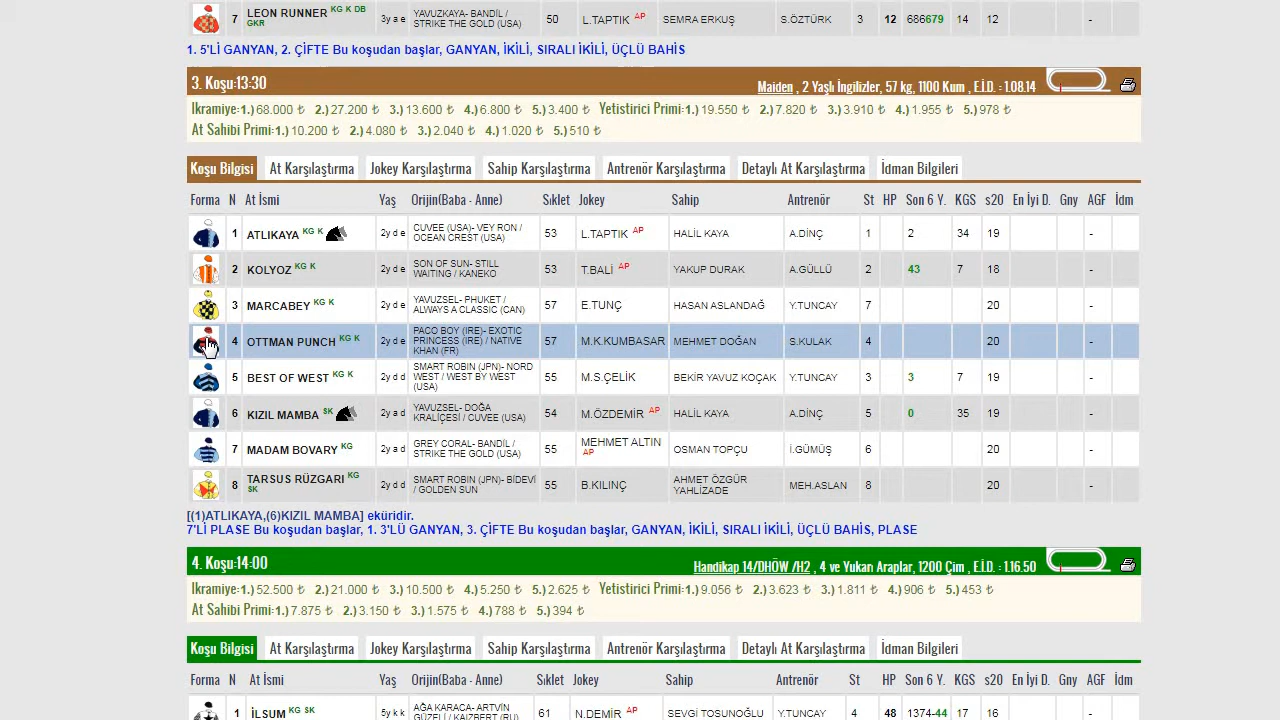 7 LEON RUNNER KG K DB GKR 3y a e YAVUZKAYA- BANDİL / STRIKE THE GOLD (USA) 50 L.TAPTIK AP SEMRA ERKUŞ S.ÖZTÜRK 3 12 6679 14 12 -
1. 5'Lİ GANYAN, 2. ÇİFTE Bu koşudan başlar, GANYAN, İKİLİ, SIRALI İKİLİ, ÜÇLÜ BAHİS
3. Koşu:13:30 Maiden , 2 Yaşlı İngilizler, 57 kg, 1100 Kum , E.İ.D. : 1.08.14
Ikramiye:1.) 68.000 ₺ 2.) 27.200 ₺ 3.) 13.600 ₺ 4.) 6.800 ₺ 5.) 3.400 ₺ Yetistirici Primi:1.) 19.550 ₺ 2.) 7.820 ₺ 3.) 3.910 ₺ 4.) 1.955 ₺ 5.) 978 ₺
At Sahibi Primi:1.) 10.200 ₺ 2.) 4.080 ₺ 3.) 2.040 ₺ 4.) 1.020 ₺ 5.) 510 ₺
Koşu Bilgisi At Karşılaştırma Jokey Karşılaştırma Sahip Karşılaştırma Antrenör Karşılaştırma Detaylı At Karşılaştırma İdman Bilgileri
Forma N At İsmi Yaş Orijin(Baba - Anne) Sıklet Jokey Sahip Antrenör St HP Son 6 Y. KGS s20 En İyi D. Gny AGF İdm
1 ATLIKAYA KG K 2y d e CUVEE (USA)- VEY RON / OCEAN CREST (USA) 53 L.TAPTIK AP HALİL KAYA A.DİNÇ 1 2 34 19 -
2 KOLYOZ KG K 2y d e SON OF SUN- STILL WAITING / KANEKO 53 T.BALİ AP YAKUP DURAK A.GÜLLÜ 2 43 7 18 -
3 MARCABEY KG K 2y d e YAVUZSEL- PHUKET / ALWAYS A CLASSIC (CAN) 57 E.TUNÇ HASAN ASLANDAĞ Y.TUNCAY 7 20 -
4 OTTMAN PUNCH KG K 2y d e PACO BOY (IRE)- EXOTIC PRINCESS (IRE) / NATIVE KHAN (FR) 57 M.K.KUMBASAR MEHMET DOĞAN S.KULAK 4 20 -
5 BEST OF WEST KG K 2y d d SMART ROBIN (JPN)- NORD WEST / WEST BY WEST (USA) 55 M.S.ÇELİK BEKİR YAVUZ KOÇAK Y.TUNCAY 3 3 7 19 -
6 KIZIL MAMBA SK 2y a d YAVUZSEL- DOĞA KRALİÇESİ / CUVEE (USA) 54 M.ÖZDEMİR AP HALİL KAYA A.DİNÇ 5 0 35 19 -
7 MADAM BOVARY KG 2y d d GREY CORAL- BANDİL / STRIKE THE GOLD (USA) 55 MEHMET ALTIN AP OSMAN TOPÇU İ.GÜMÜŞ 6 20 -
8 TARSUS RÜZGARI KG SK 2y d d SMART ROBIN (JPN)- BİDEVİ / GOLDEN SUN 55 B.KILINÇ AHMET ÖZGÜR YAHLİZADE MEH.ASLAN 8 20 -
[(1)ATLIKAYA,(6)KIZIL MAMBA] eküridir.
7'Lİ PLASE Bu koşudan başlar, 1. 3'LÜ GANYAN, 3. ÇİFTE Bu koşudan başlar, GANYAN, İKİLİ, SIRALI İKİLİ, ÜÇLÜ BAHİS, PLASE
4. Koşu:14:00 Handikap 14/DHÖW /H2 , 4 ve Yukarı Araplar, 1200 Çim , E.İ.D. : 1.16.50
Ikramiye:1.) 52.500 ₺ 2.) 21.000 ₺ 3.) 10.500 ₺ 4.) 5.250 ₺ 5.) 2.625 ₺ Yetistirici Primi:1.) 9.056 ₺ 2.) 3.623 ₺ 3.) 1.811 ₺ 4.) 906 ₺ 5.) 453 ₺
At Sahibi Primi:1.) 7.875 ₺ 2.) 3.150 ₺ 3.) 1.575 ₺ 4.) 788 ₺ 5.) 394 ₺
Koşu Bilgisi At Karşılaştırma Jokey Karşılaştırma Sahip Karşılaştırma Antrenör Karşılaştırma Detaylı At Karşılaştırma İdman Bilgileri
Forma N At İsmi Yaş Orijin(Baba - Anne) Sıklet Jokey Sahip Antrenör St HP Son 6 Y. KGS s20 En İyi D. Gny AGF İdm
1 İLSUM KG SK 5y k k AĞA KARACA- ARTVİN GÜZELİ / KAIZBERT (RU) 61 N.DEMİR AP SEVGİ TOSUNOĞLU Y.TUNCAY 4 48 1374-44 17 16 -